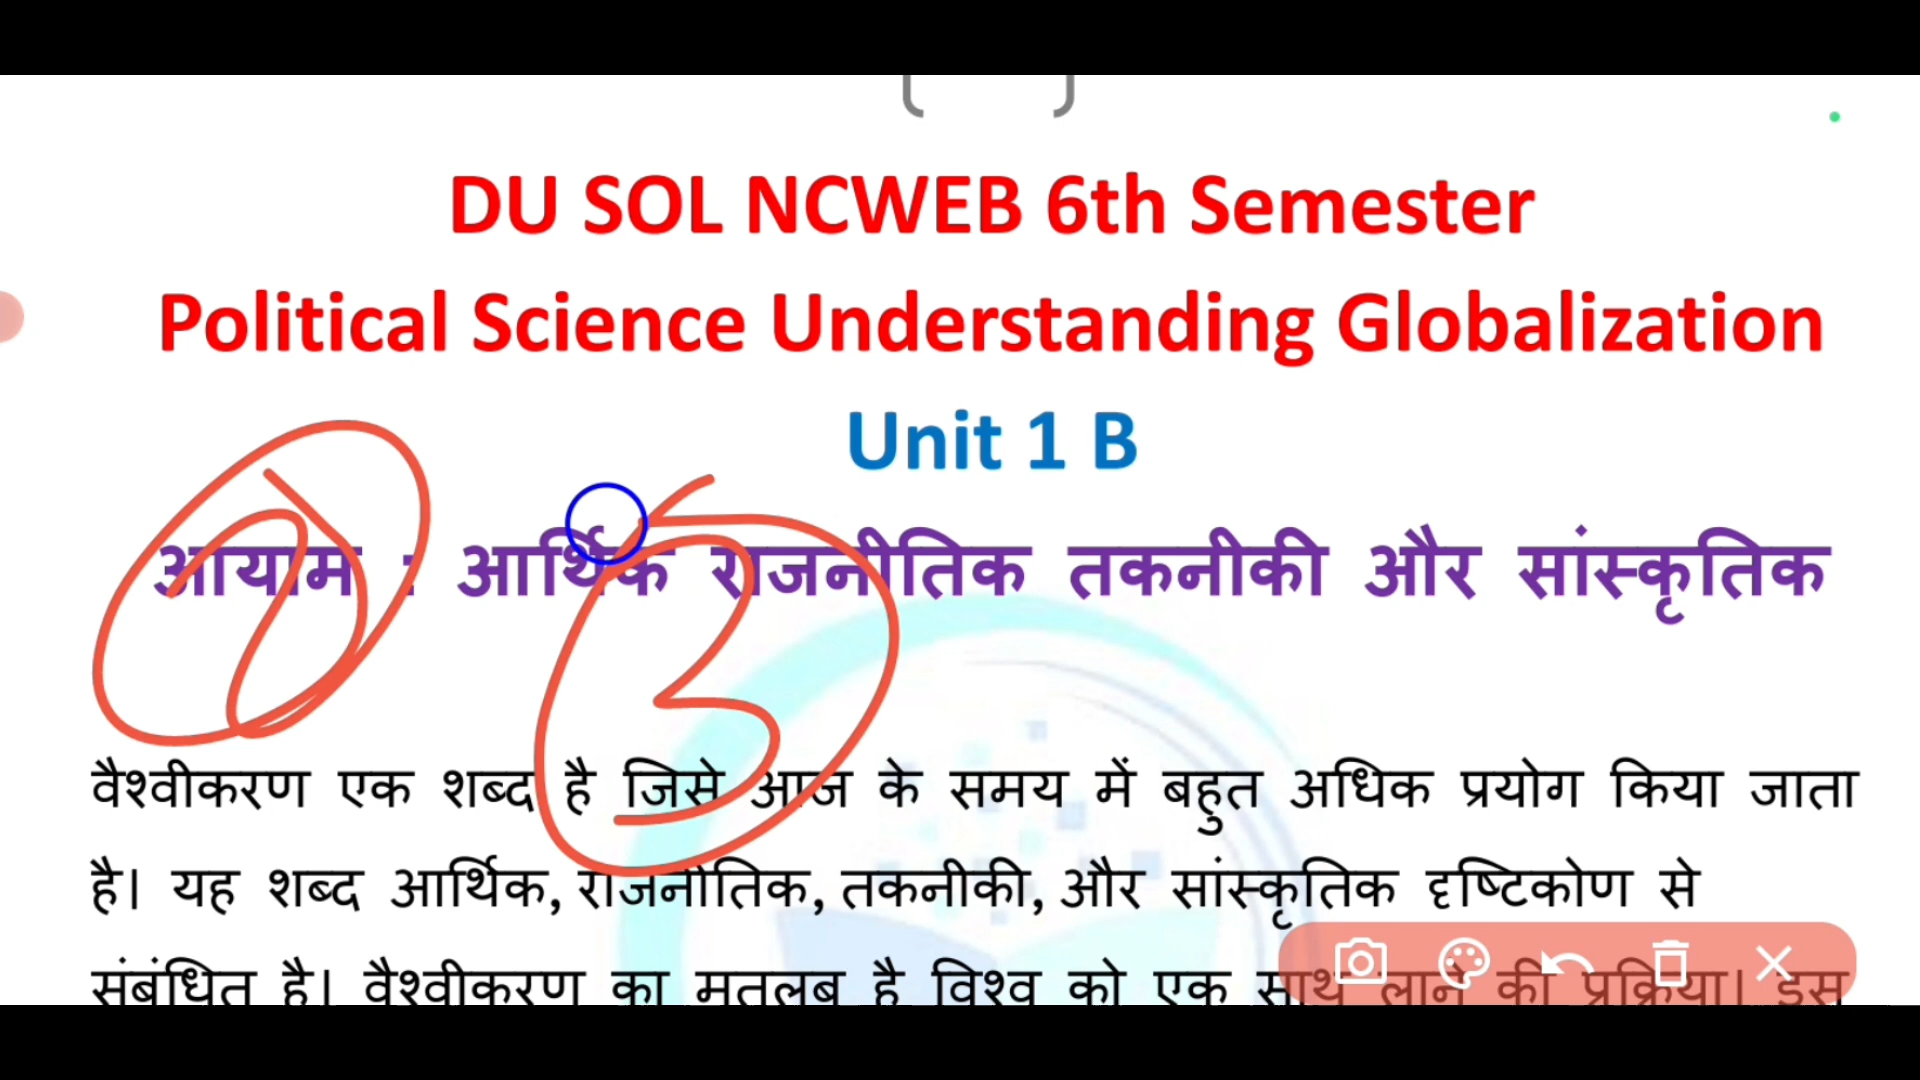 DU SOL NCWEB 6th Semester
Political Science Understanding Globalization
Unit 1 B
आयाम : आर्थिक राजनीतिक तकनीकी और सांस्कृतिक
वैश्वीकरण एक शब्द है जिसे आज के समय में बहुत अधिक प्रयोग किया जाता
है। यह शब्द आर्थिक, राजनीतिक, तकनीकी, और सांस्कृतिक दृष्टिकोण से
संबंधित है। वैश्वीकरण का मतलब है विश्व को एक साथ लाने की प्रक्रिया। इस